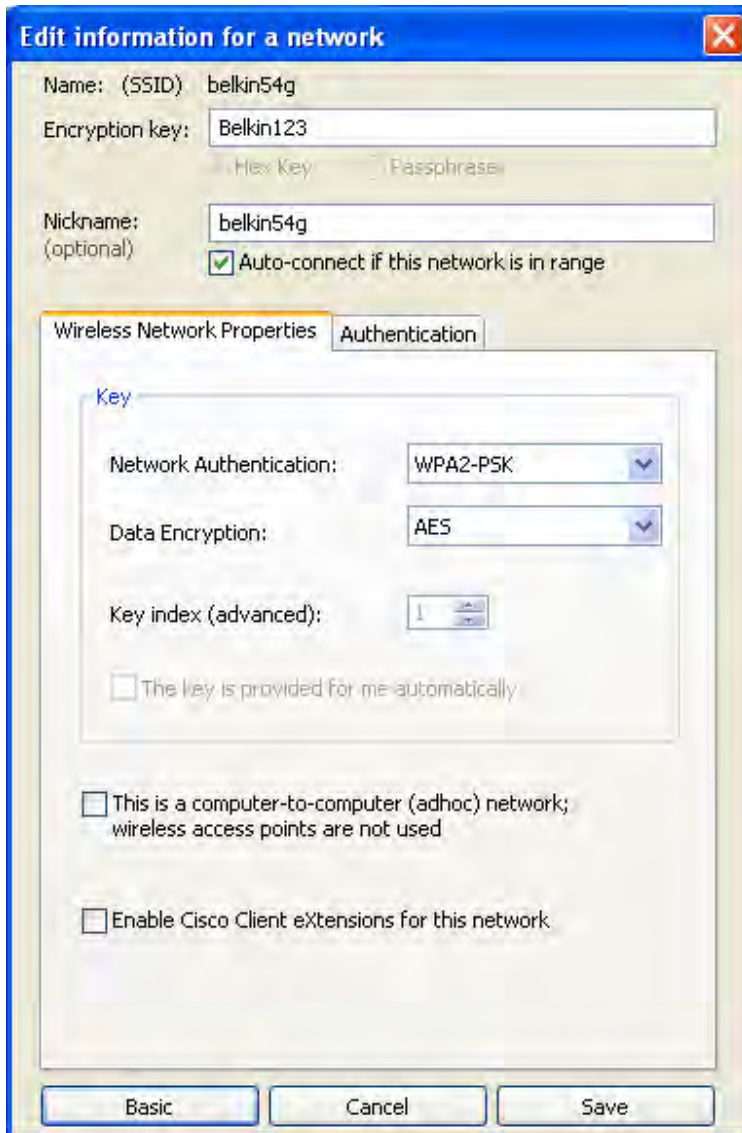 Edit information for a network
Name: (SSID) belkin54g
Encryption key: Belkin123
Hex Key Passphrase
Nickname: belkin54g
(optional)
Auto-connect if this network is in range
Wireless Network Properties Authentication
Key
Network Authentication: WPA2-PSK
Data Encryption: AES
Key index (advanced): 1
The key is provided for me automatically
This is a computer-to-computer (adhoc) network;
wireless access points are not used
Enable Cisco Client eXtensions for this network
Basic Cancel Save